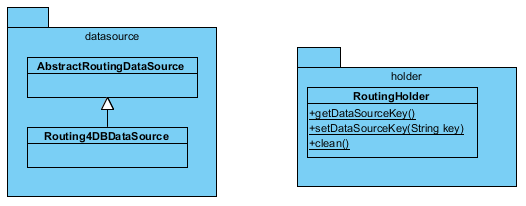 datasource
AbstractRoutingDataSource
Routing4DBDataSource
holder
RoutingHolder
+getDataSourceKey()
+setDataSourceKey(String key)
+clean()